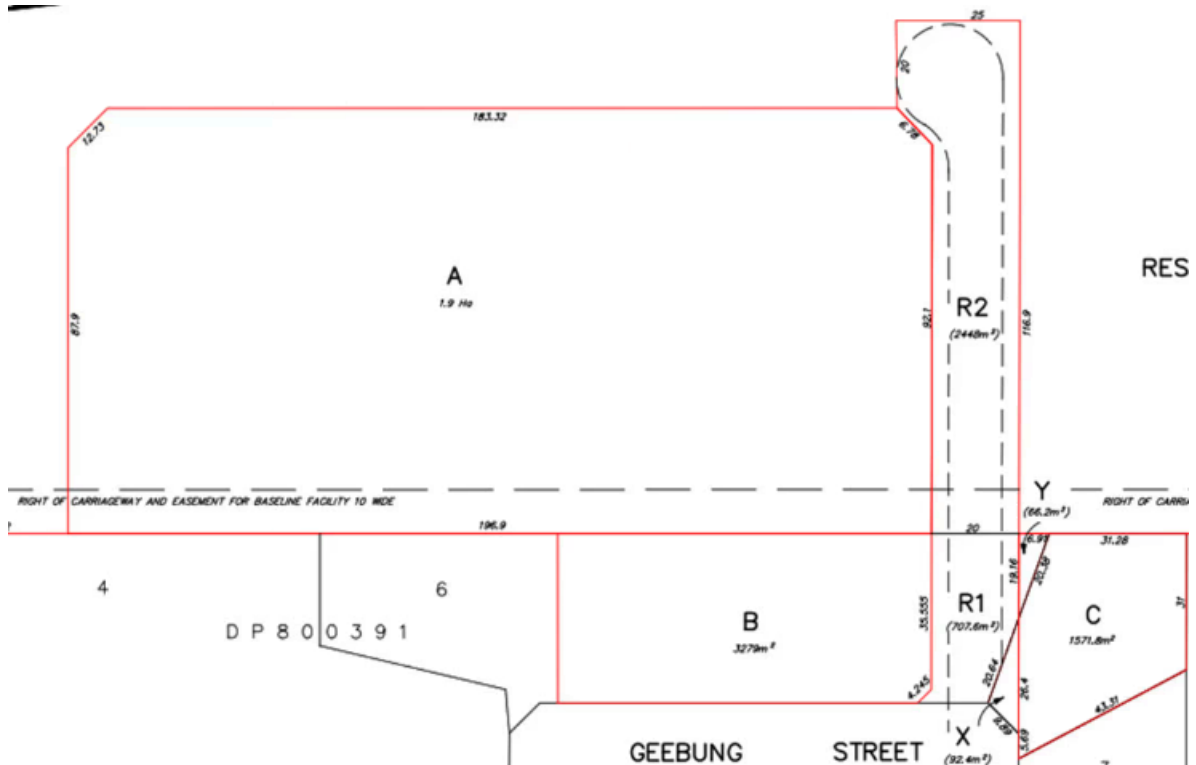 25
20
183.32
12.73
6.78
RES
A
1.9 Ha
87.9
92.1
R2
(2448m²)
116.9
Y
(66.2m²)
RIGHT OF CARRIAGEWAY AND EASEMENT FOR BASELINE FACILITY 10 WIDE
RIGHT OF CARRIA
196.9
20
(6.91)
31.28
19.16
20.38
4
6
DP800391
B
3279m²
35.555
R1
(707.6m²)
C
1571.8m²
31
4.245
20.64
26.4
43.31
9.89
5.69
X
(92.4m²)
GEEBUNG STREET